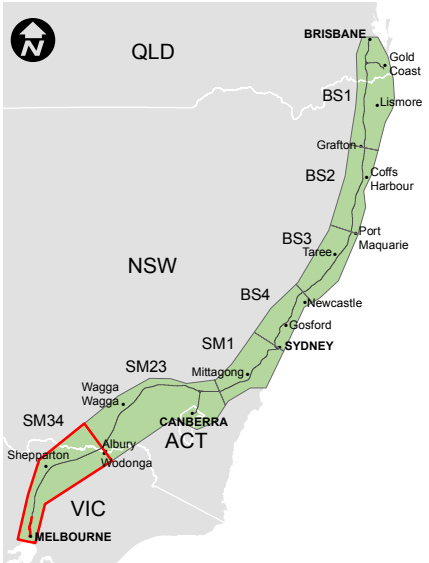 N
BRISBANE
QLD
Gold
Coast
BS1
Lismore
Grafton
BS2
Coffs
Harbour
Port
Maquarie
BS3
Taree
NSW
BS4
Newcastle
Gosford
SM1
SYDNEY
SM23
Mittagong
Wagga
Wagga
SM34
CANBERRA
ACT
Albury
Shepparton
Wodonga
VIC
MELBOURNE